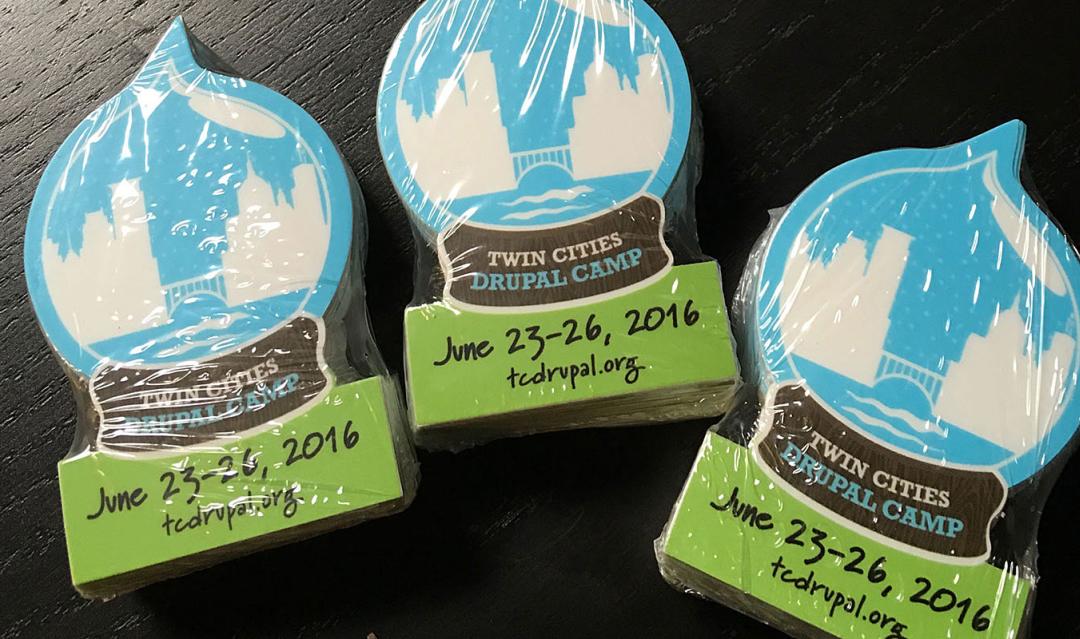 TWIN CITIES
DRUPAL CAMP
June 23-26, 2016
tcdrupal.org
TWIN CITIES
DRUPAL CAMP
June 23-26, 2016
tcdrupal.org
TWIN CITIES
DRUPAL CAMP
June 23-26, 2016
tcdrupal.org